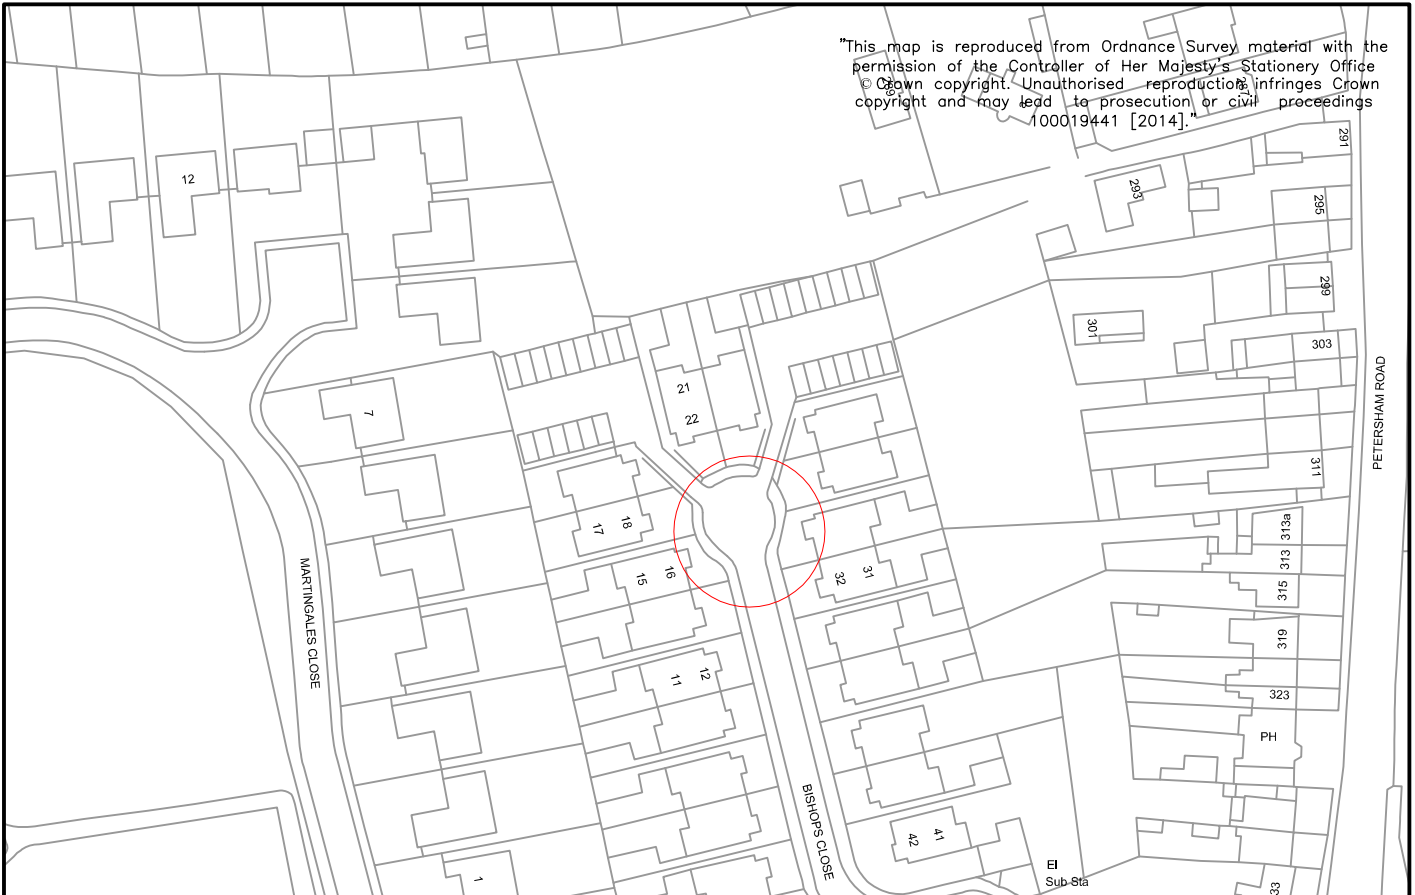 "This map is reproduced from Ordnance Survey material with the
permission of the Controller of Her Majesty's Stationery Office
© Crown copyright. Unauthorised reproduction infringes Crown
copyright and may lead to prosecution or civil proceedings
100019441 [2014]."
291
12
293
295
299
301
303
PETERSHAM ROAD
21
22
7
311
313a
18
17
313
16
15
31
32
315
MARTINGALES CLOSE
319
12
11
323
PH
BISHOPS CLOSE
41
42
El
Sub Sta
1
33